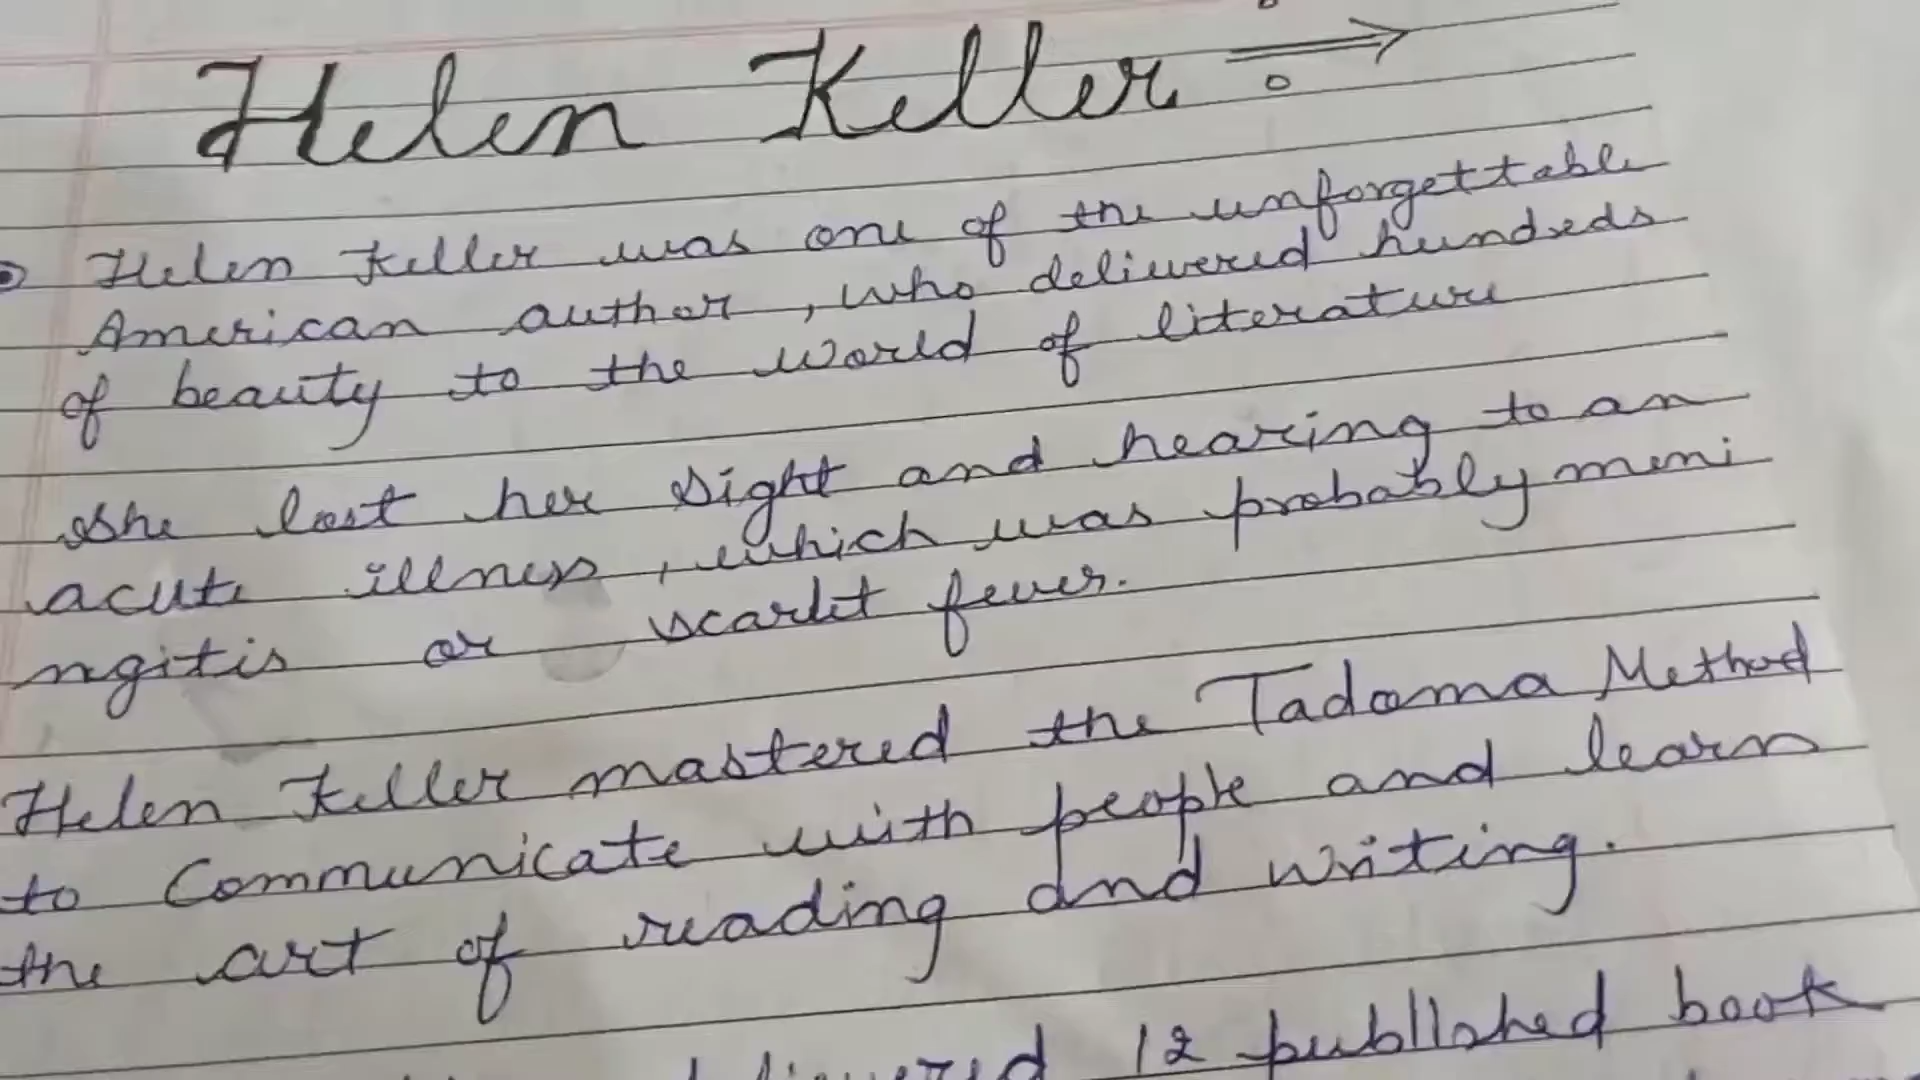 Helen Keller
Helen Keller was one of the unforgettable
American author, who delivered hundreds
of beauty to the world of literature
She lost her sight and hearing to an
acute illness, which was probably meni
ngitis or scarlet fever.
Helen Keller mastered the Tadoma Method
to Communicate with people and learn
the art of reading and writing.
delivered 12 published book